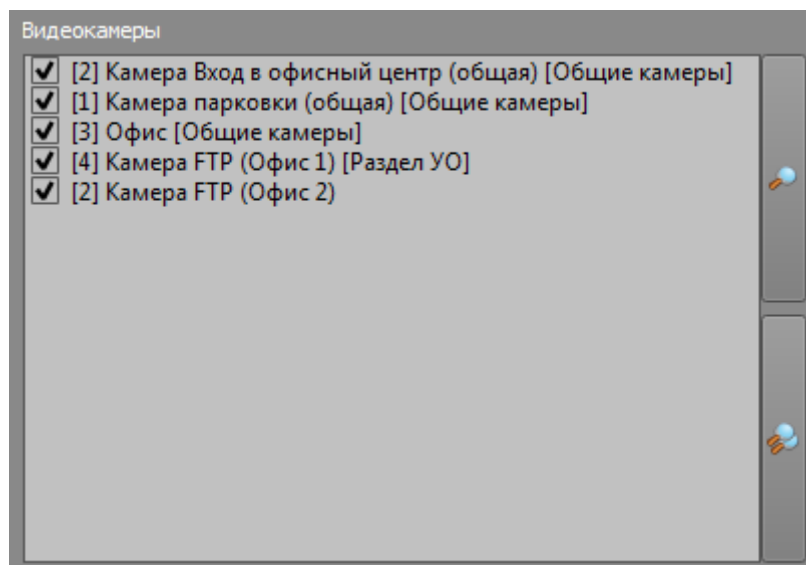 Видеокамеры
[2] Камера Вход в офисный центр (общая) [Общие камеры]
[1] Камера парковки (общая) [Общие камеры]
[3] Офис [Общие камеры]
[4] Камера FTP (Офис 1) [Раздел УО]
[2] Камера FTP (Офис 2)